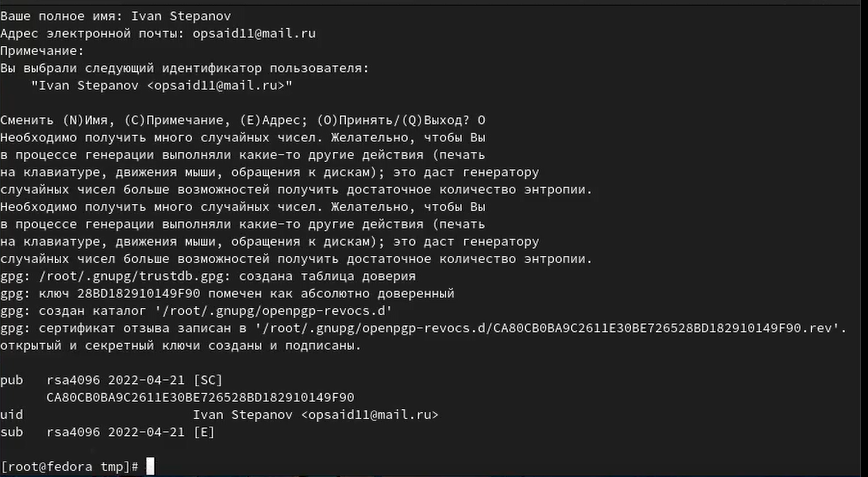 Ваше полное имя: Ivan Stepanov
Адрес электронной почты: opsaid11@mail.ru
Примечание:
Вы выбрали следующий идентификатор пользователя:
"Ivan Stepanov <opsaid11@mail.ru>"
Сменить (N)Имя, (C)Примечание, (E)Адрес; (O)Принять/(Q)Выход? O
Необходимо получить много случайных чисел. Желательно, чтобы Вы
в процессе генерации выполняли какие-то другие действия (печать
на клавиатуре, движения мыши, обращения к дискам); это даст генератору
случайных чисел больше возможностей получить достаточное количество энтропии.
Необходимо получить много случайных чисел. Желательно, чтобы Вы
в процессе генерации выполняли какие-то другие действия (печать
на клавиатуре, движения мыши, обращения к дискам); это даст генератору
случайных чисел больше возможностей получить достаточное количество энтропии.
gpg: /root/.gnupg/trustdb.gpg: создана таблица доверия
gpg: ключ 28BD182910149F90 помечен как абсолютно доверенный
gpg: создан каталог '/root/.gnupg/openpgp-revocs.d'
gpg: сертификат отзыва записан в '/root/.gnupg/openpgp-revocs.d/CA80CB0BA9C2611E30BE726528BD182910149F90.rev'.
открытый и секретный ключи созданы и подписаны.
pub   rsa4096 2022-04-21 [SC]
CA80CB0BA9C2611E30BE726528BD182910149F90
uid                      Ivan Stepanov <opsaid11@mail.ru>
sub   rsa4096 2022-04-21 [E]
[root@fedora tmp]#